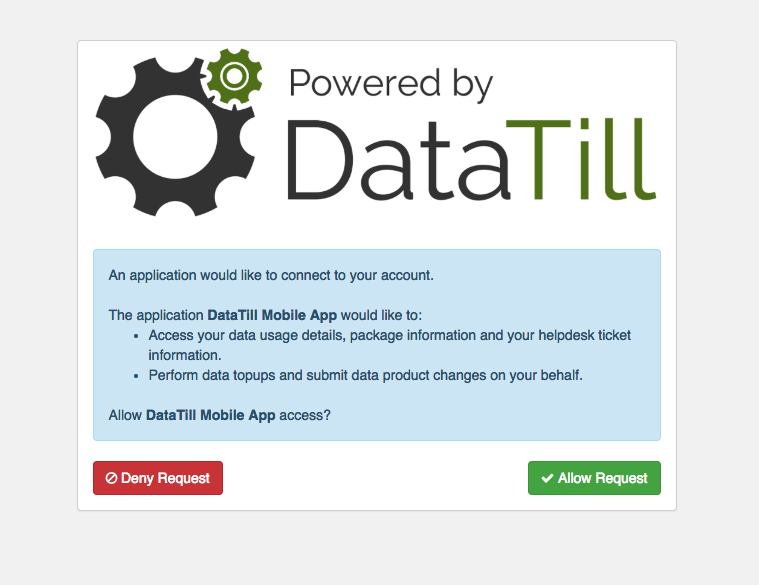 Powered by
DataTill
An application would like to connect to your account.
The application DataTill Mobile App would like to:
• Access your data usage details, package information and your helpdesk ticket
information.
• Perform data topups and submit data product changes on your behalf.
Allow DataTill Mobile App access?
Deny Request
Allow Request